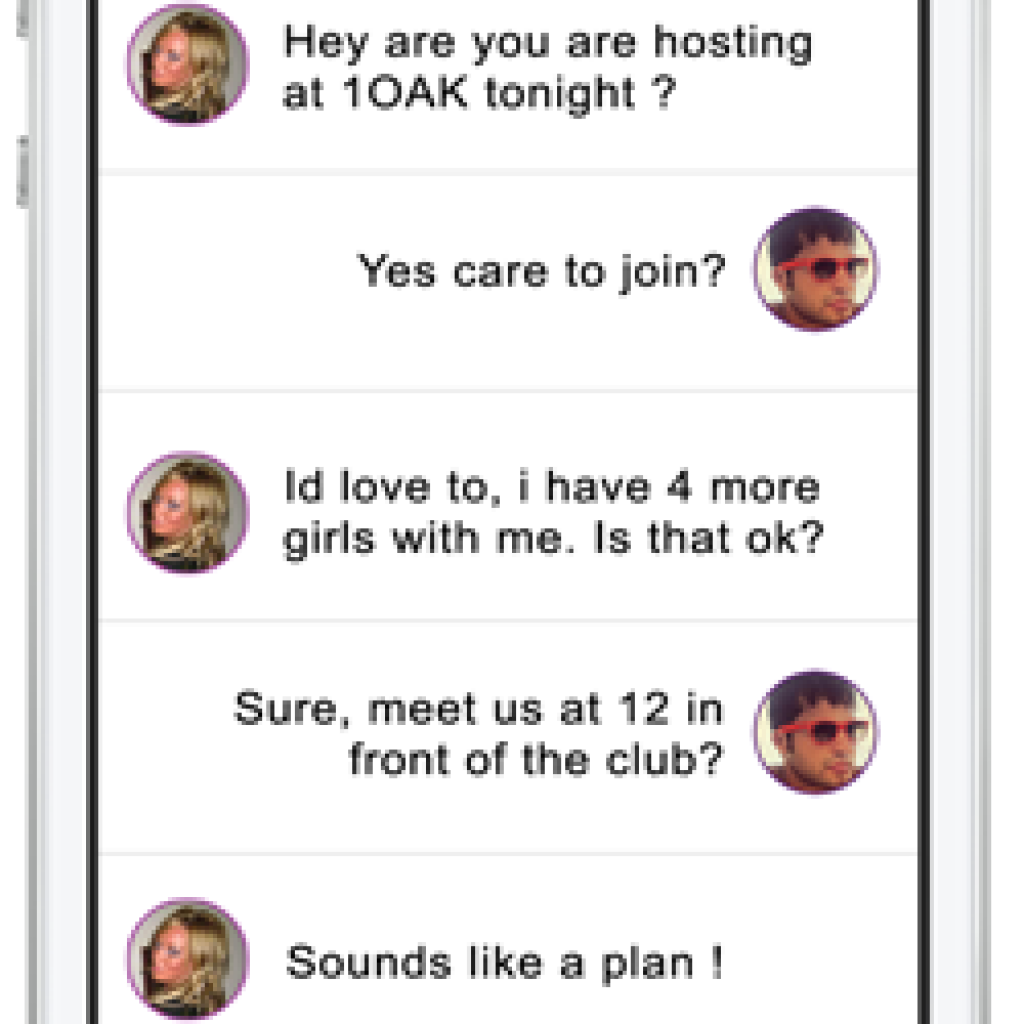 Hey are you are hosting
at 1OAK tonight ?
Yes care to join?
Id love to, i have 4 more
girls with me. Is that ok?
Sure, meet us at 12 in
front of the club?
Sounds like a plan !